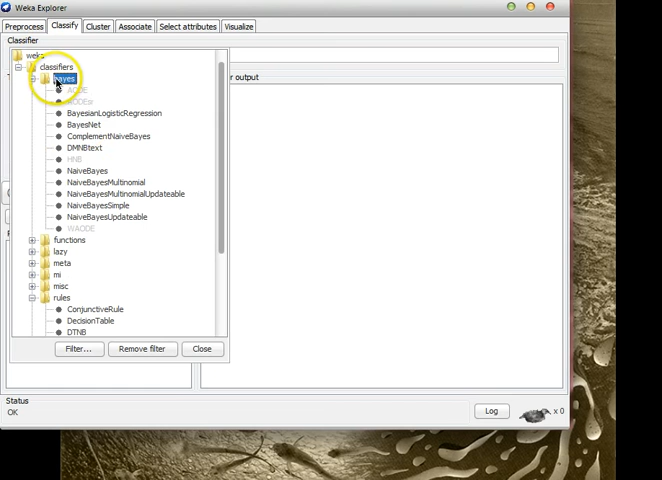 Weka Explorer
Preprocess Classify Cluster Associate Select attributes Visualize
Classifier
weka
classifiers
bayes
AODE
AODEsr
BayesianLogisticRegression
BayesNet
ComplementNaiveBayes
DMNBtext
HNB
NaiveBayes
NaiveBayesMultinomial
NaiveBayesMultinomialUpdateable
NaiveBayesSimple
NaiveBayesUpdateable
WAODE
functions
lazy
meta
mi
misc
rules
ConjunctiveRule
DecisionTable
DTNB
Filter... Remove filter Close
r output
Status
OK
Log
x 0